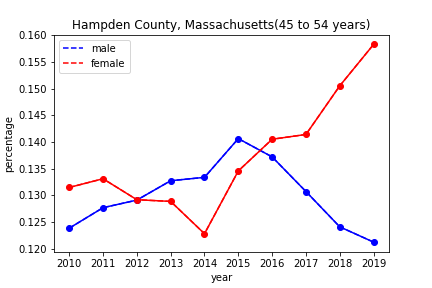 Hampden County, Massachusetts(45 to 54 years)
0.160
0.155
0.150
0.145
0.140
0.135
0.130
0.125
0.120
percentage
male
female
2010 2011 2012 2013 2014 2015 2016 2017 2018 2019
year